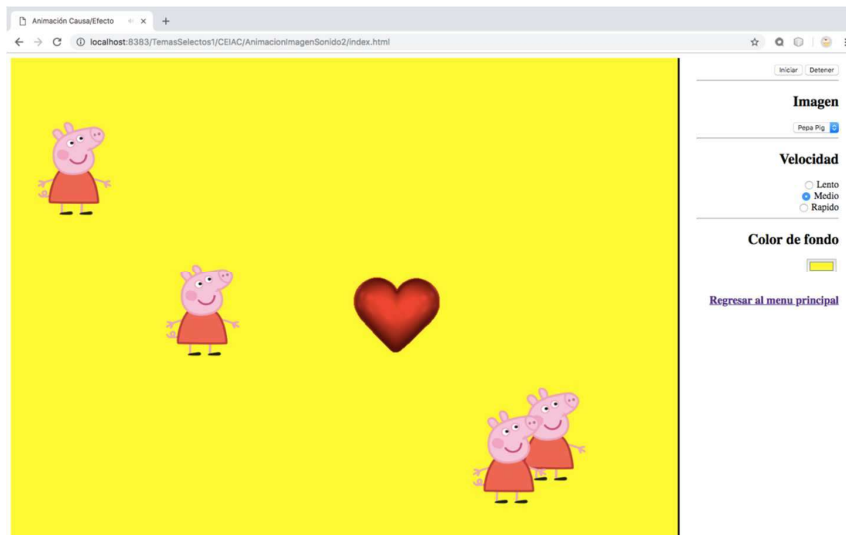 Animación Causa/Efecto
localhost:8383/TemasSelectos1/CEIAC/AnimacionImagenSonido2/index.html
Iniciar Detener
Imagen
Pepa Pig
Velocidad
Lento
Medio
Rapido
Color de fondo
Regresar al menu principal